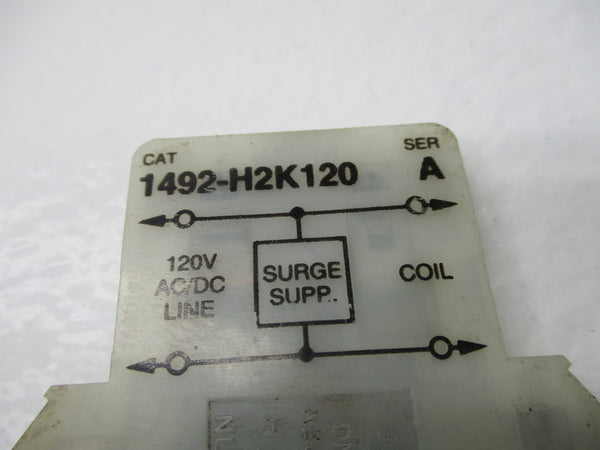 CAT SER
1492-H2K120 A
120V
AC/DC
LINE
SURGE
SUPP.
COIL